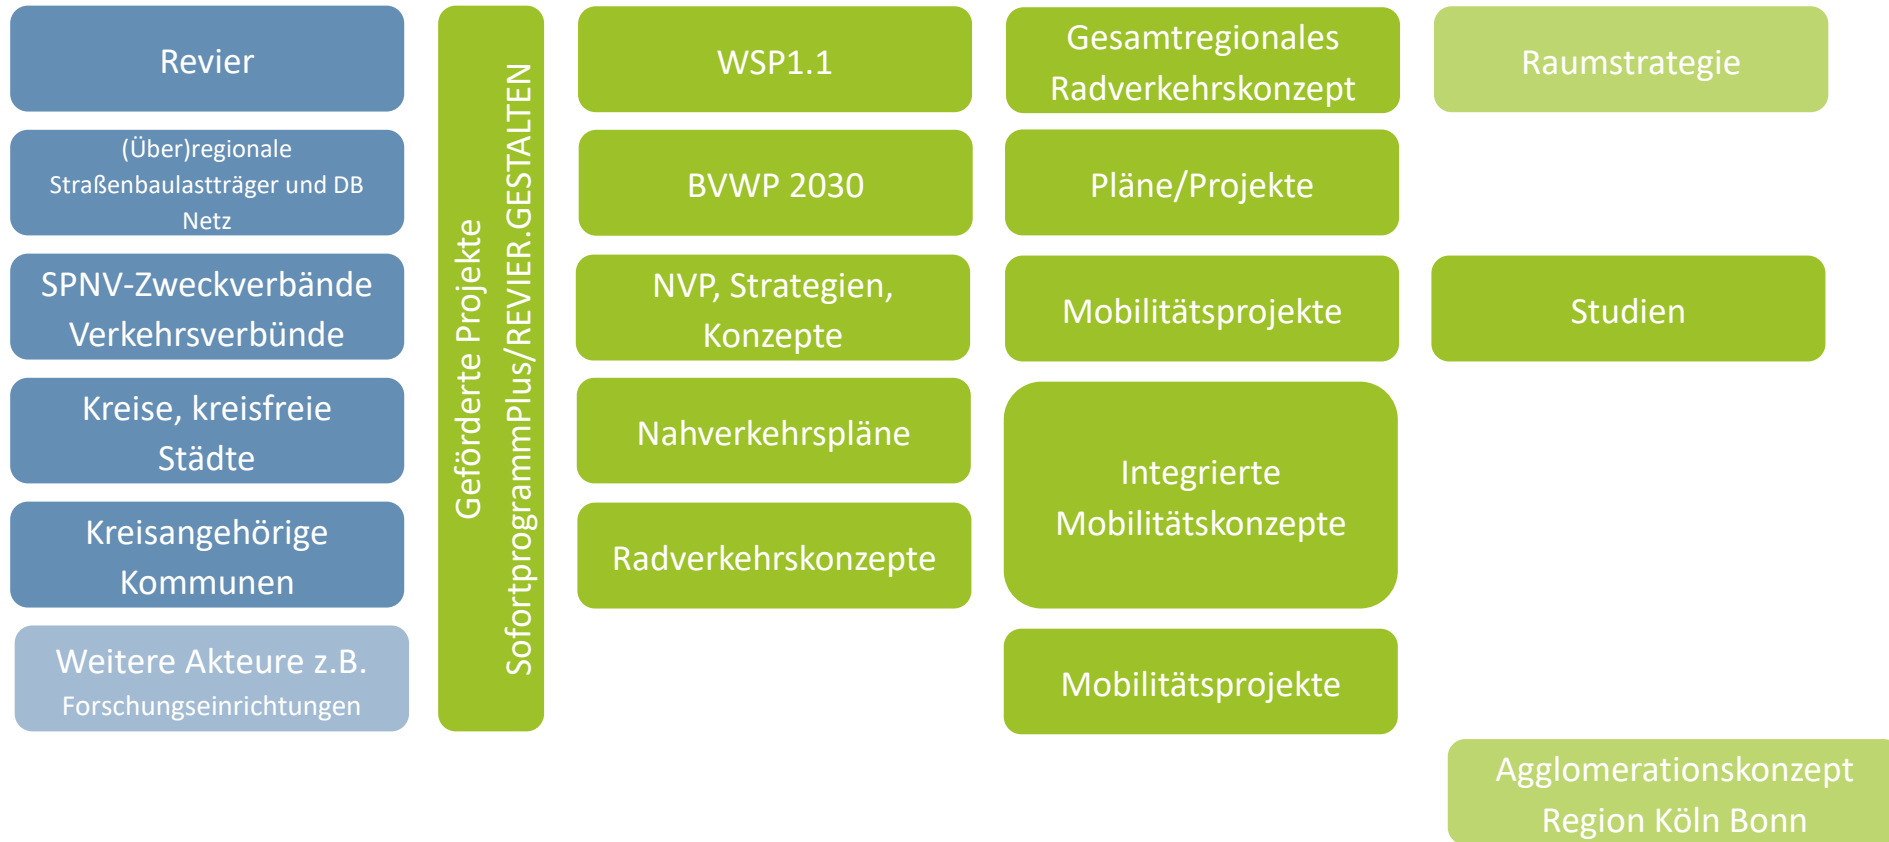 Revier
(Über)regionale
Straßenbaulastträger und DB
Netz
SPNV-Zweckverbände
Verkehrsverbünde
Kreise, kreisfreie
Städte
Kreisangehörige
Kommunen
Weitere Akteure z.B.
Forschungseinrichtungen
Geförderte Projekte
SofortprogrammPlus/REVIER.GESTALTEN
WSP1.1
BVWP 2030
NVP, Strategien,
Konzepte
Nahverkehrspläne
Radverkehrskonzepte
Gesamtregionales
Radverkehrskonzept
Pläne/Projekte
Mobilitätsprojekte
Integrierte
Mobilitätskonzepte
Mobilitätsprojekte
Raumstrategie
Studien
Agglomerationskonzept
Region Köln Bonn